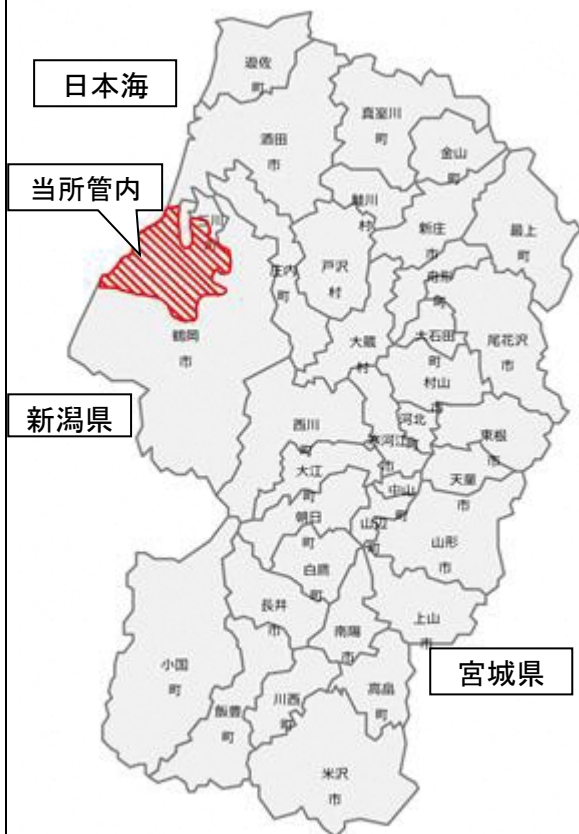 遊佐
町
日本海
真室川
町
酒田
市
金山
町
当所管内
鮭川
村
新庄
市
最上
町
三川
庄内
町
戸沢
村
舟形
町
鶴岡
市
大蔵
村
大石田
町
尾花沢
市
村山
市
新潟県
西川
町
河北
町
寒河江
市
東根
市
大江
町
中山
町
天童
市
朝日
町
山辺
町
山形
市
白鷹
町
長井
市
南陽
市
上山
市
小国
町
宮城県
飯豊
町
川西
町
高畠
町
米沢
市